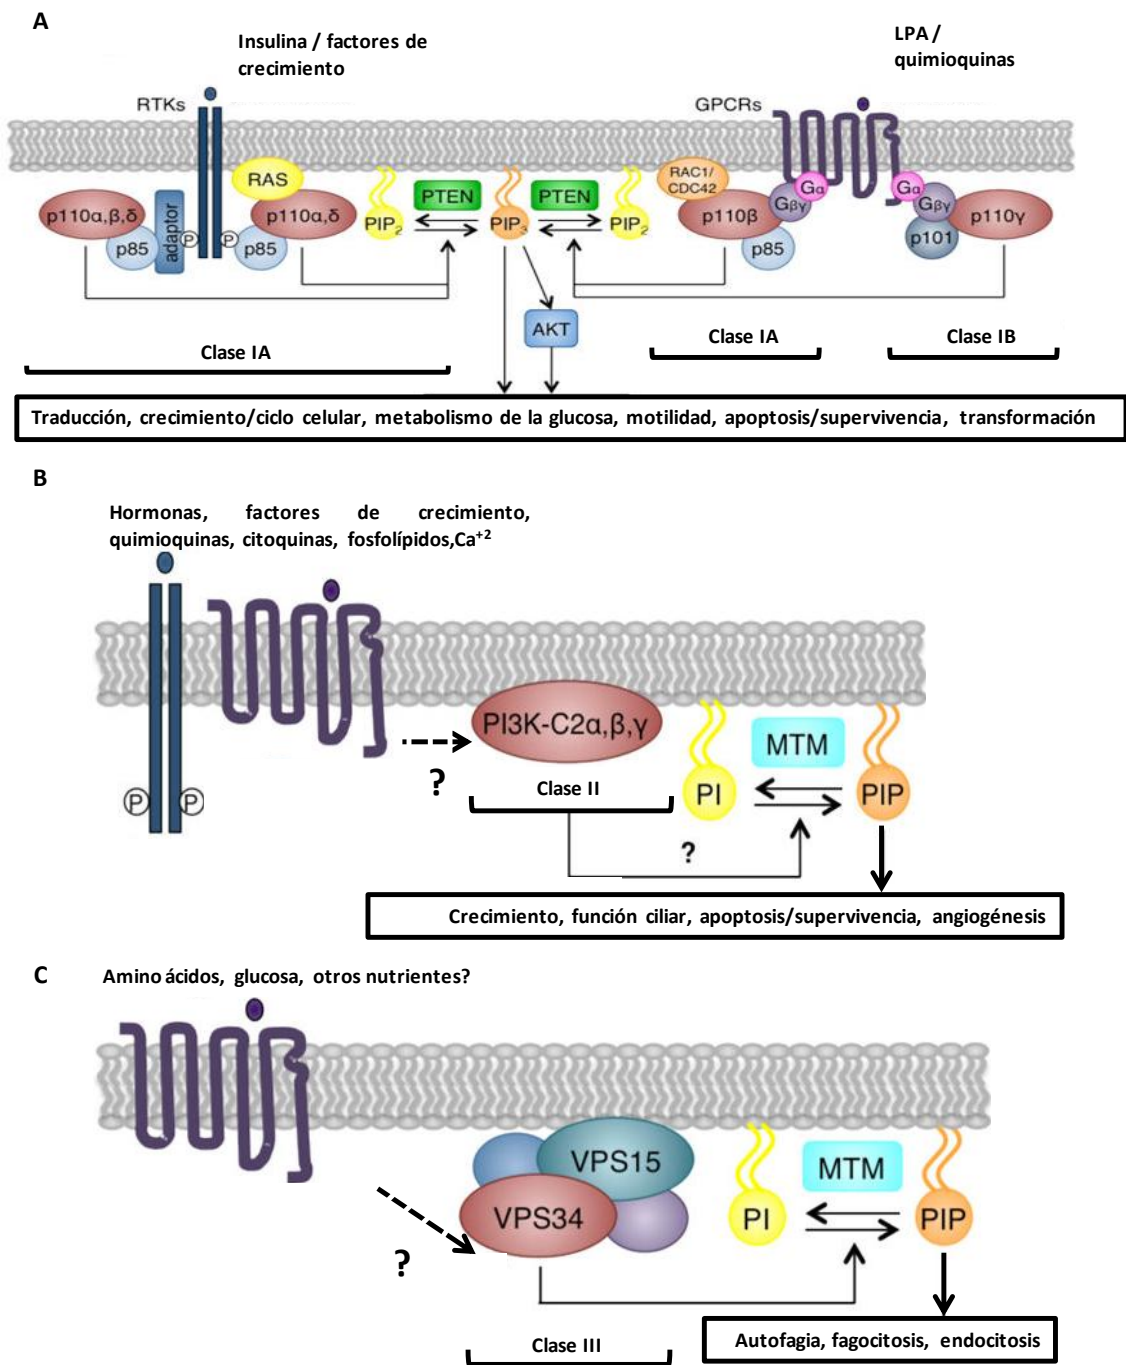 A
Insulina / factores de
crecimiento
LPA /
quimioquinas
RTKs
GPCRs
RAS
p110α,β,δ
p85
adaptor
P
P
p110α,δ
p85
PIP2
PTEN
PIP3
PTEN
PIP2
RAC1/
CDC42
p110β
p85
Gα
Gβγ
Gα
Gβγ
p101
p110γ
AKT
Clase IA
Clase IA
Clase IB
Traducción, crecimiento/ciclo celular, metabolismo de la glucosa, motilidad, apoptosis/supervivencia, transformación
B
Hormonas, factores de crecimiento,
quimioquinas, citoquinas, fosfolípidos,Ca+2
P
P
?
PI3K-C2α,β,γ
Clase II
PI
MTM
PIP
?
Crecimiento, función ciliar, apoptosis/supervivencia, angiogénesis
C
Amino ácidos, glucosa, otros nutrientes?
?
VPS15
VPS34
PI
MTM
PIP
Clase III
Autofagia, fagocitosis, endocitosis